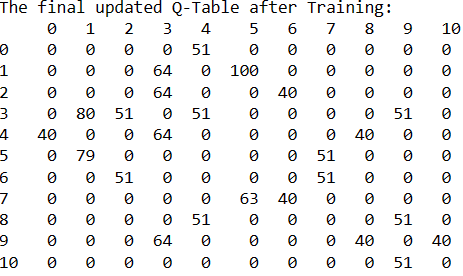 The final updated Q-Table after Training:
0 1 2 3 4 5 6 7 8 9 10
0 0 0 0 0 51 0 0 0 0 0 0
1 0 0 0 64 0 100 0 0 0 0 0
2 0 0 0 64 0 0 40 0 0 0 0
3 0 80 51 0 51 0 0 0 0 51 0
4 40 0 0 64 0 0 0 0 40 0 0
5 0 79 0 0 0 0 0 51 0 0 0
6 0 0 51 0 0 0 0 51 0 0 0
7 0 0 0 0 0 63 40 0 0 0 0
8 0 0 0 0 51 0 0 0 0 51 0
9 0 0 0 64 0 0 0 0 40 0 40
10 0 0 0 0 0 0 0 0 0 51 0